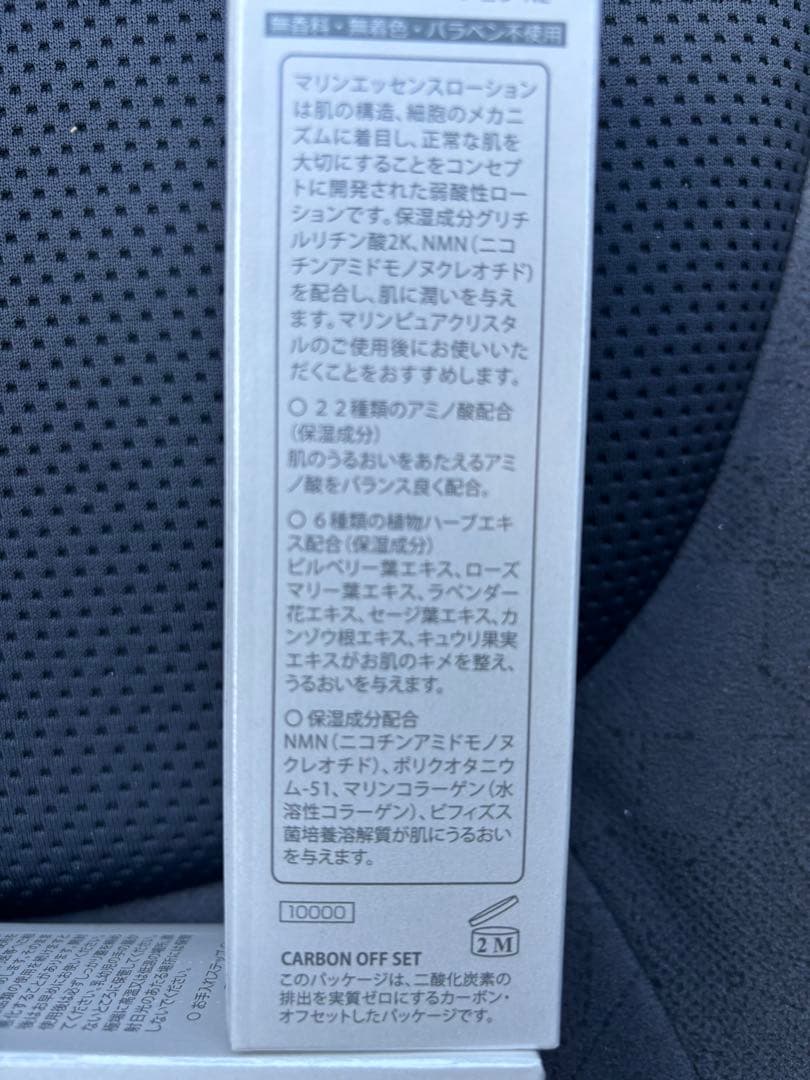 無香料・無着色・パラベン不使用
マリンエッセンスローション
は肌の構造、細胞のメカニ
ズムに着目し、正常な肌を
大切にすることをコンセプ
トに開発された弱酸性ロー
ションです。保湿成分グリチ
ルリチン酸2K、NMN(ニコ
チンアミドモノヌクレオチド)
を配合し、肌に潤いを与え
ます。マリンピュアクリスタ
ルのご使用後にお使いいた
だくことをおすすめします。
○ 22種類のアミノ酸配合
(保湿成分)
肌のうるおいをあたえるアミ
ノ酸をバランス良く配合。
○ 6種類の植物ハーブエキ
ス配合(保湿成分)
ビルベリー葉エキス、ローズ
マリー葉エキス、ラベンダー
花エキス、セージ葉エキス、カ
ンゾウ根エキス、キュウリ果実
エキスがお肌のキメを整え、
うるおいを与えます。
○ 保湿成分配合
NMN(ニコチンアミドモノヌ
クレオチド)、ポリクオタニウ
ム-51、マリンコラーゲン(水
溶性コラーゲン)、ビフィズス
菌培養溶解質が肌にうるおい
を与えます。
10000
2 M
CARBON OFF SET
このパッケージは、二酸化炭素の
排出を実質ゼロにするカーボン・
オフセットしたパッケージです。